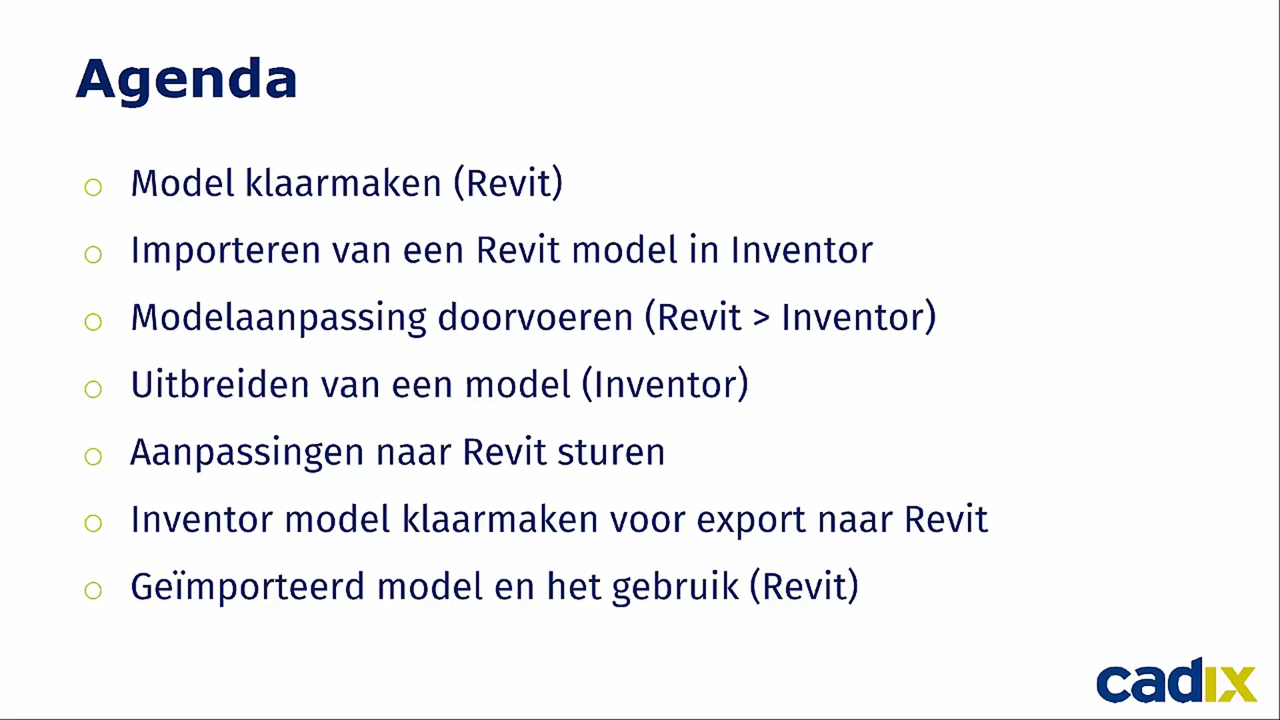 Agenda
Model klaarmaken (Revit)
Importeren van een Revit model in Inventor
Modelaanpassing doorvoeren (Revit > Inventor)
Uitbreiden van een model (Inventor)
Aanpassingen naar Revit sturen
Inventor model klaarmaken voor export naar Revit
Geïmporteerd model en het gebruik (Revit)
cadix